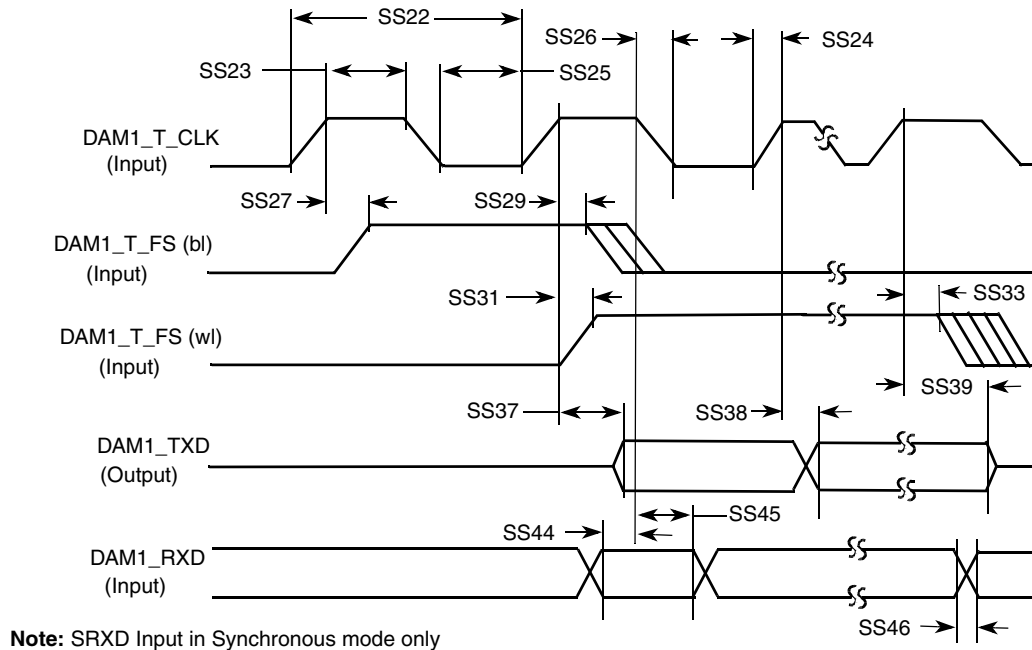 SS22
SS26
SS24
SS23
SS25
DAM1_T_CLK
(Input)
SS27
SS29
DAM1_T_FS (bl)
(Input)
SS31
SS33
DAM1_T_FS (wl)
(Input)
SS39
SS37
SS38
DAM1_TXD
(Output)
SS44
SS45
DAM1_RXD
(Input)
SS46
Note: SRXD Input in Synchronous mode only